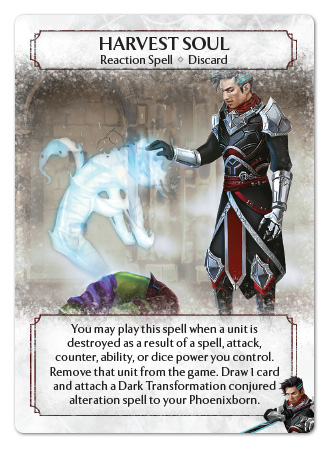 HARVEST SOUL
Reaction Spell ⟡ Discard
You may play this spell when a unit is
destroyed as a result of a spell, attack,
counter, ability, or dice power you control.
Remove that unit from the game. Draw 1 card
and attach a Dark Transformation conjured
alteration spell to your Phoenixborn.